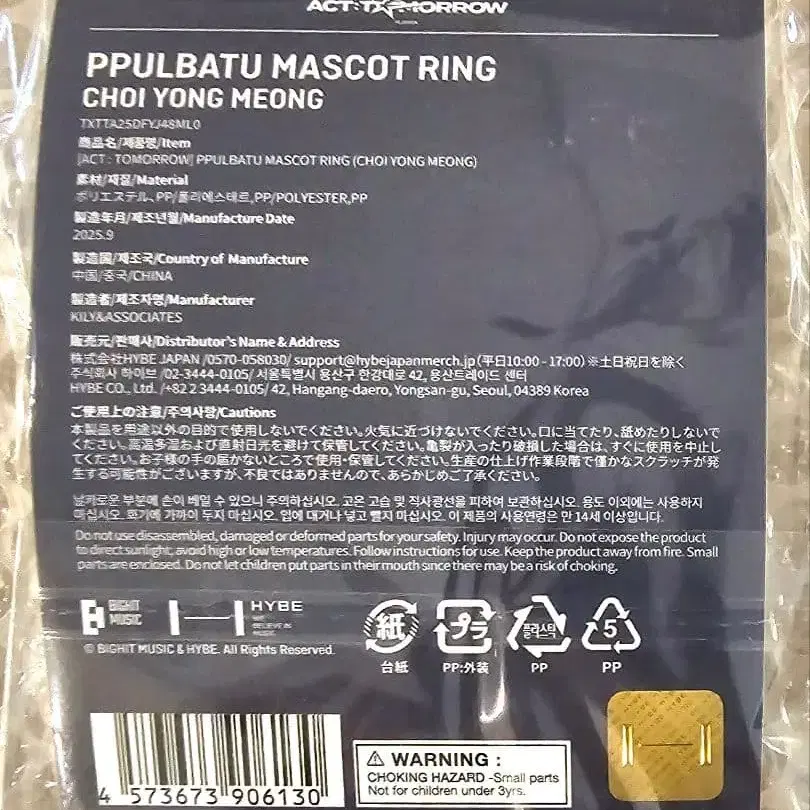 ACT : TOMORROW
PPULBATU MASCOT RING
CHOI YONG MEONG
TXTTA25DFYJ48ML0
商品名/제품명/Item
[ACT : TOMORROW] PPULBATU MASCOT RING (CHOI YONG MEONG)
素材/재질/Material
ポリエステル、PP/폴리에스테르,PP/POLYESTER,PP
製造年月/제조년월/Manufacture Date
2025.9
製造国/제조국/Country of Manufacture
中国/중국/CHINA
製造者/제조자명/Manufacturer
KILY&ASSOCIATES
販売元/판매사/Distributor's Name & Address
株式会社HYBE JAPAN /0570-058030/ support@hybejapanmerch.jp (平日10:00 - 17:00) ※土日祝日を除く
주식회사 하이브 /02-3444-0105/ 서울특별시 용산구 한강대로 42, 용산트레이드 센터
HYBE CO., Ltd. /+82 2 3444-0105/ 42, Hangang-daero, Yongsan-gu, Seoul, 04389 Korea
ご使用上の注意/주의사항/Cautions
本製品を用途以外の目的で使用しないでください。火気に近づけないでください。口に当てたり、舐めたりしないで
ください。高温多湿および直射日光を避けて保管してください。亀裂が入ったり破損した場合は、すぐに使用を中止し
てください。お子様の手の届かないところで使用・保管してください。生産の仕上げ作業段階で僅かなスクラッチが発
生する可能性がございますが、不良ではありませんので、あらかじめご了承ください。
날카로운 부분에 손이 베일 수 있으니 주의하십시오. 고온 고습 및 직사광선을 피하여 보관하십시오. 용도 이외에는 사용하지
마십시오. 화기에 가까이 두지 마십시오. 입에 대거나 넣고 빨지 마십시오. 이 제품의 사용연령은 만 14세 이상입니다.
Do not use disassembled, damaged or deformed parts for your safety. Injury may occur. Do not expose the product
to direct sunlight, avoid high or low temperatures. Follow instructions for use. Keep the product away from fire. Small
parts are enclosed. Do not let children put parts in their mouth since there may be a risk of choking.
BIGHIT
MUSIC
HYBE
WE
BELIEVE IN
MUSIC
© BIGHIT MUSIC & HYBE. All Rights Reserved.
紙
台紙
プラ
PP:外装
플라스틱
PP
5
PP
4 573673 906130
WARNING :
CHOKING HAZARD -Small parts
Not for children under 3yrs.